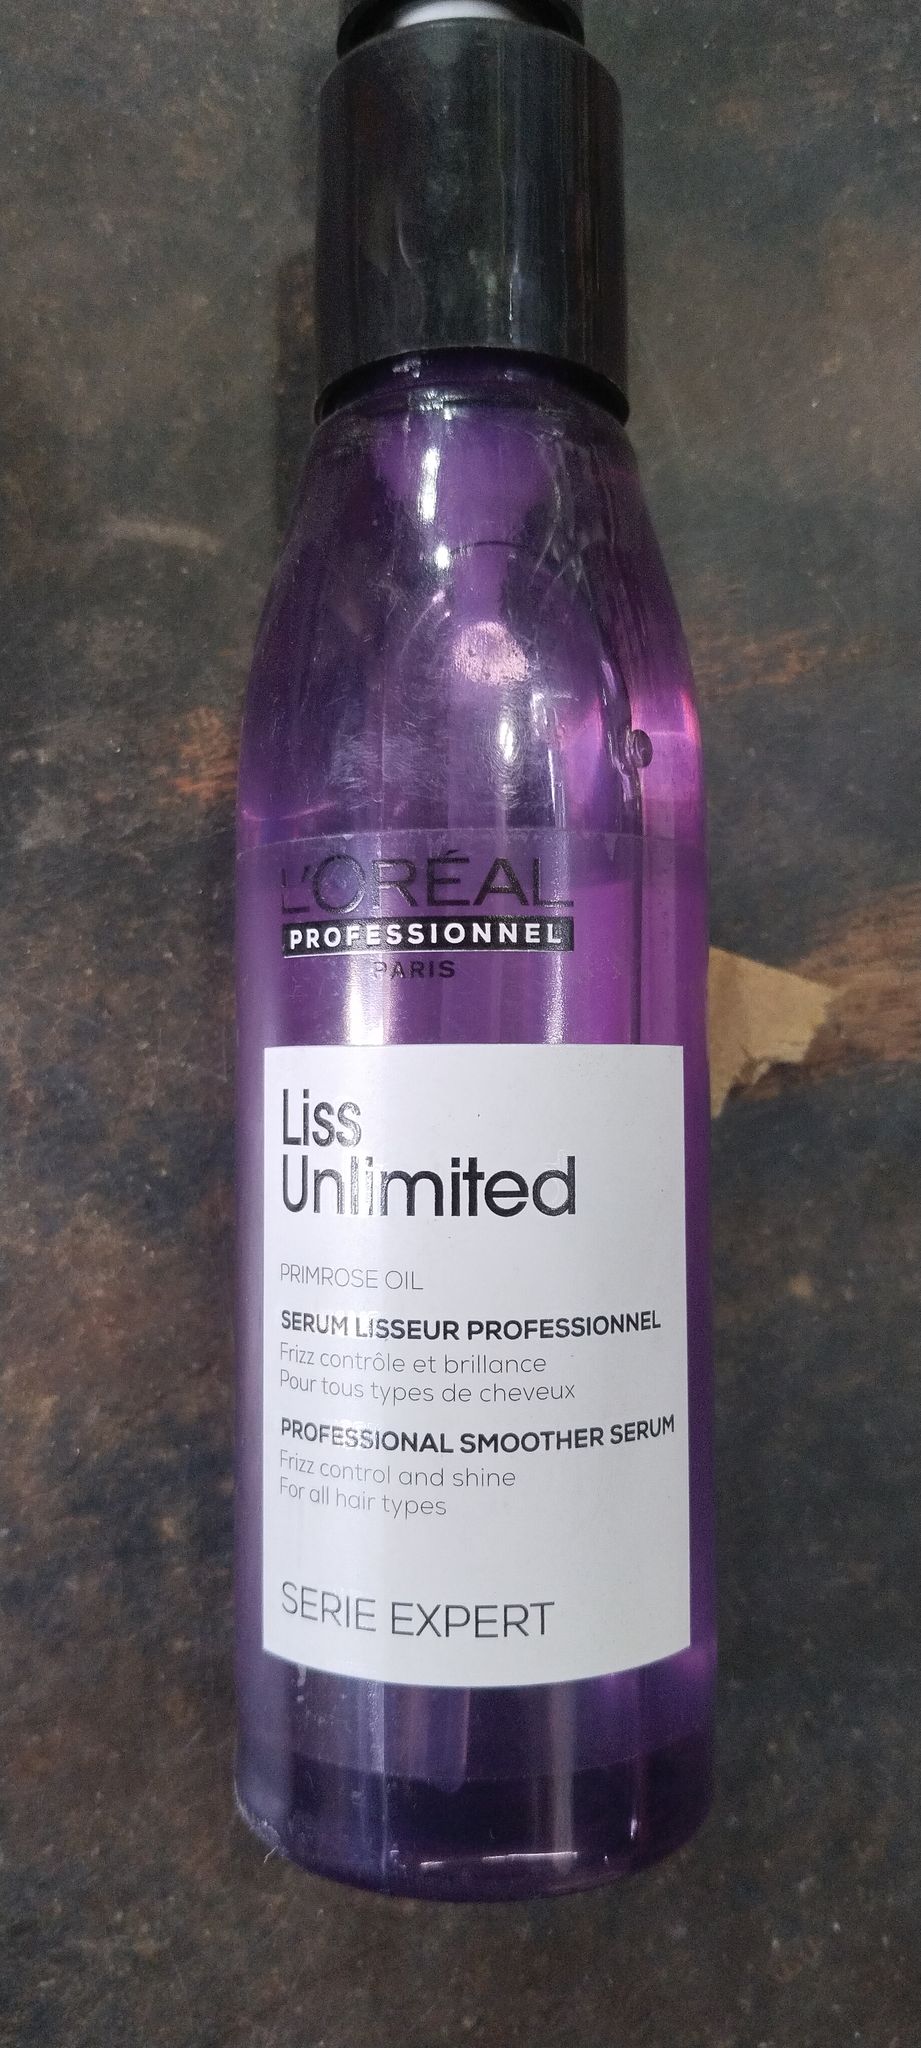 L'ORÉAL
PROFESSIONNEL
PARIS
Liss
Unlimited
PRIMROSE OIL
SERUM LISSEUR PROFESSIONNEL
Frizz contrôle et brillance
Pour tous types de cheveux
PROFESSIONAL SMOOTHER SERUM
Frizz control and shine
For all hair types
SERIE EXPERT